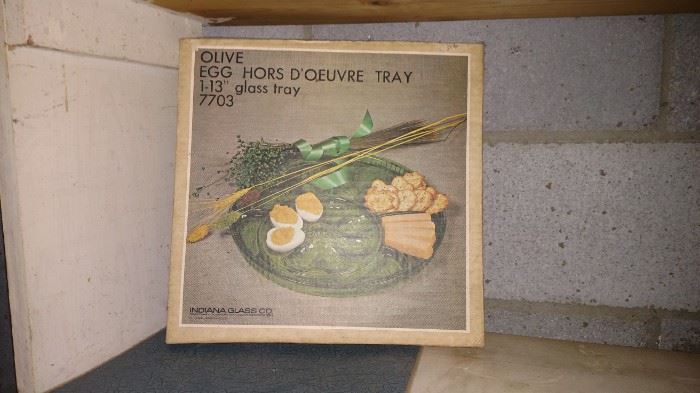 OLIVE
EGG HORS D'OEUVRE TRAY
1-13" glass tray
7703
INDIANA GLASS CO.